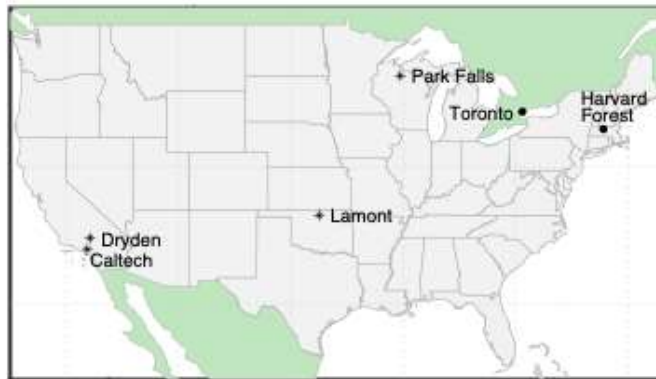 Park Falls
Harvard
Forest
Toronto
Lamont
Dryden
Caltech